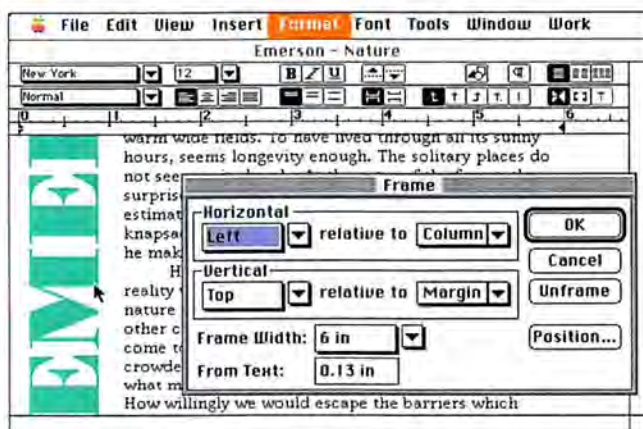 File Edit View Insert Format Font Tools Window Work
Emerson – Nature
New York 12 B I U
Normal
0 1 2 3 4 5 6
warm wide fields. To have lived through all its sunny
hours, seems longevity enough. The solitary places do
not see
surpris
estimat
knapsa
he mak
H
reality
nature
other c
come to
crowde
what m
How willingly we would escape the barriers which
Frame
Horizontal
Left relative to Column
Vertical
Top relative to Margin
Frame Width: 6 in
From Text: 0.13 in
OK
Cancel
Unframe
Position...